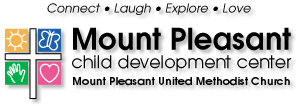 Connect • Laugh • Explore • Love
Mount Pleasant
child development center
Mount Pleasant United Methodist Church